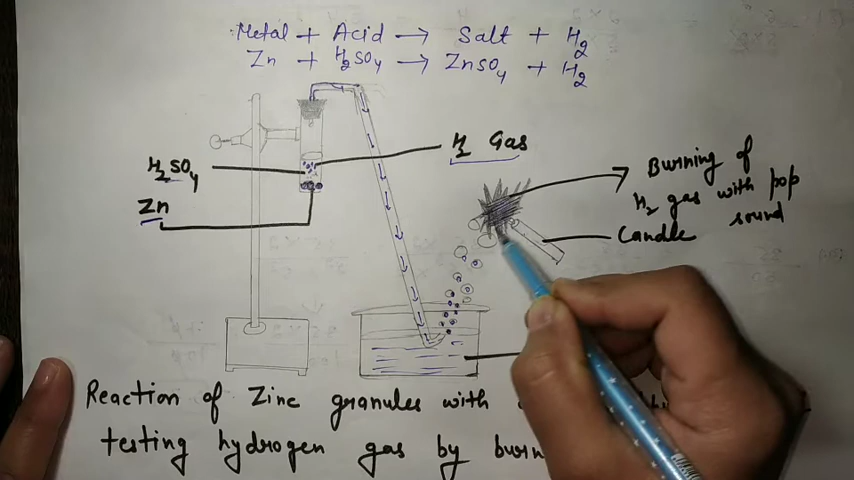 Metal + Acid → Salt + H₂
Zn + H₂SO₄ → ZnSO₄ + H₂
H₂ Gas
H₂SO₄
Zn
Burning of
H₂ gas with pop
sound
Candle
Reaction of Zinc granules with
testing hydrogen gas by burn